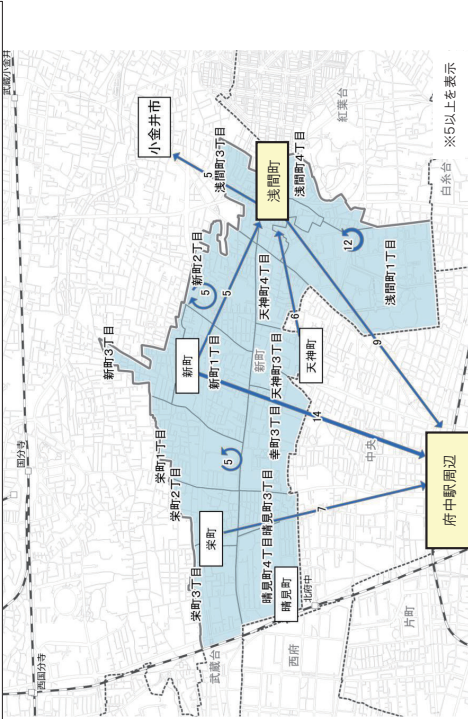 武蔵小金井
国分寺
西国分寺
小金井市
5
浅間町3丁目
浅間町
浅間町4丁目
紅葉台
※5以上を表示
白糸台
新町3丁目
新町2丁目
5
新町
新町1丁目
5
天神町4丁目
12
浅間町1丁目
栄町1丁目
新町
天神町3丁目
6
天神町
9
栄町2丁目
5
幸町3丁目
14
中央
栄町3丁目
栄町
晴見町3丁目
7
府中駅周辺
晴見町4丁目
晴見町
北府中
武蔵台
西府
片町